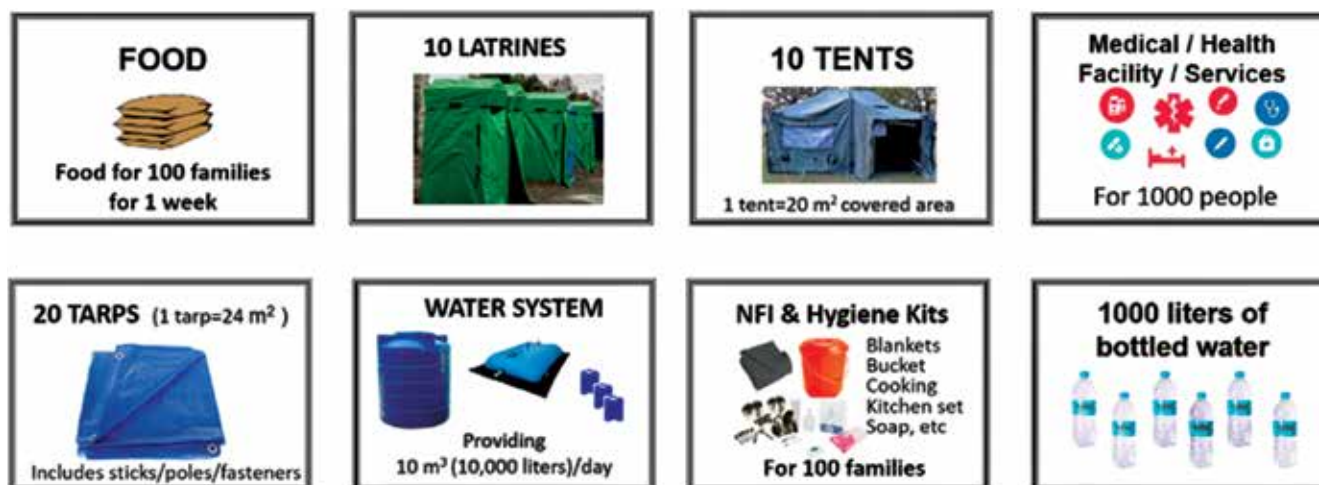 FOOD
Food for 100 families
for 1 week
10 LATRINES
10 TENTS
1 tent=20 m² covered area
Medical / Health
Facility / Services
For 1000 people
20 TARPS (1 tarp=24 m² )
Includes sticks/poles/fasteners
WATER SYSTEM
Providing
10 m³ (10,000 liters)/day
NFI & Hygiene Kits
Blankets
Bucket
Cooking
Kitchen set
Soap, etc
For 100 families
1000 liters of
bottled water